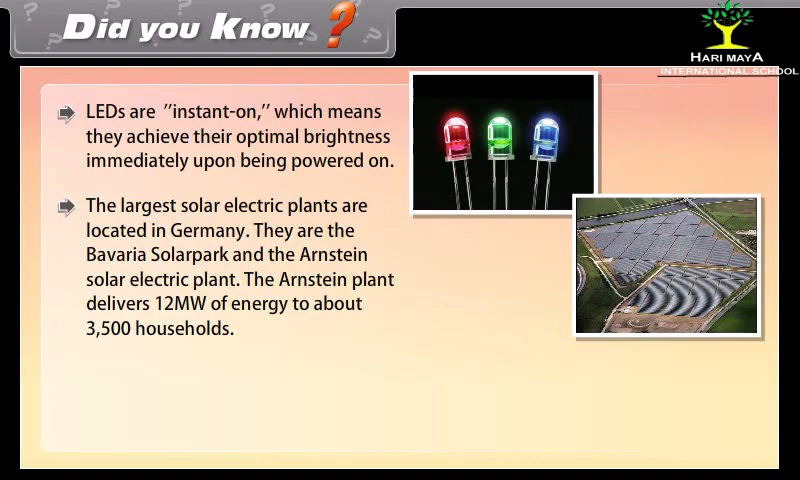 Did you Know ?
HARI MAYA
INTERNATIONAL SCHOOL
LEDs are ''instant-on,'' which means
they achieve their optimal brightness
immediately upon being powered on.
The largest solar electric plants are
located in Germany. They are the
Bavaria Solarpark and the Arnstein
solar electric plant. The Arnstein plant
delivers 12MW of energy to about
3,500 households.